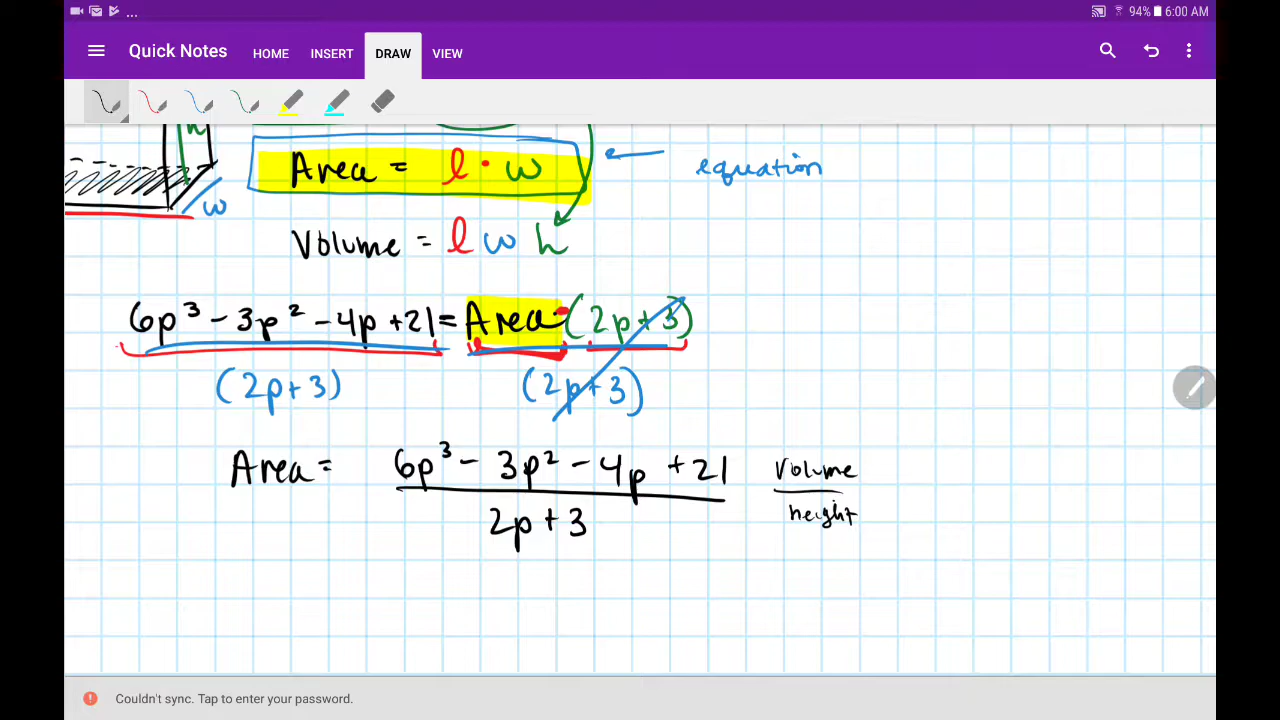 ... 94% 6:00 AM
Quick Notes HOME INSERT DRAW VIEW
h
Area = l · w
equation
w
Volume = l w h
6p³ - 3p² - 4p + 21 = Area · (2p + 3)
(2p + 3) (2p + 3)
Area = 6p³ - 3p² - 4p + 21 Volume
2p + 3 height
Couldn't sync. Tap to enter your password.